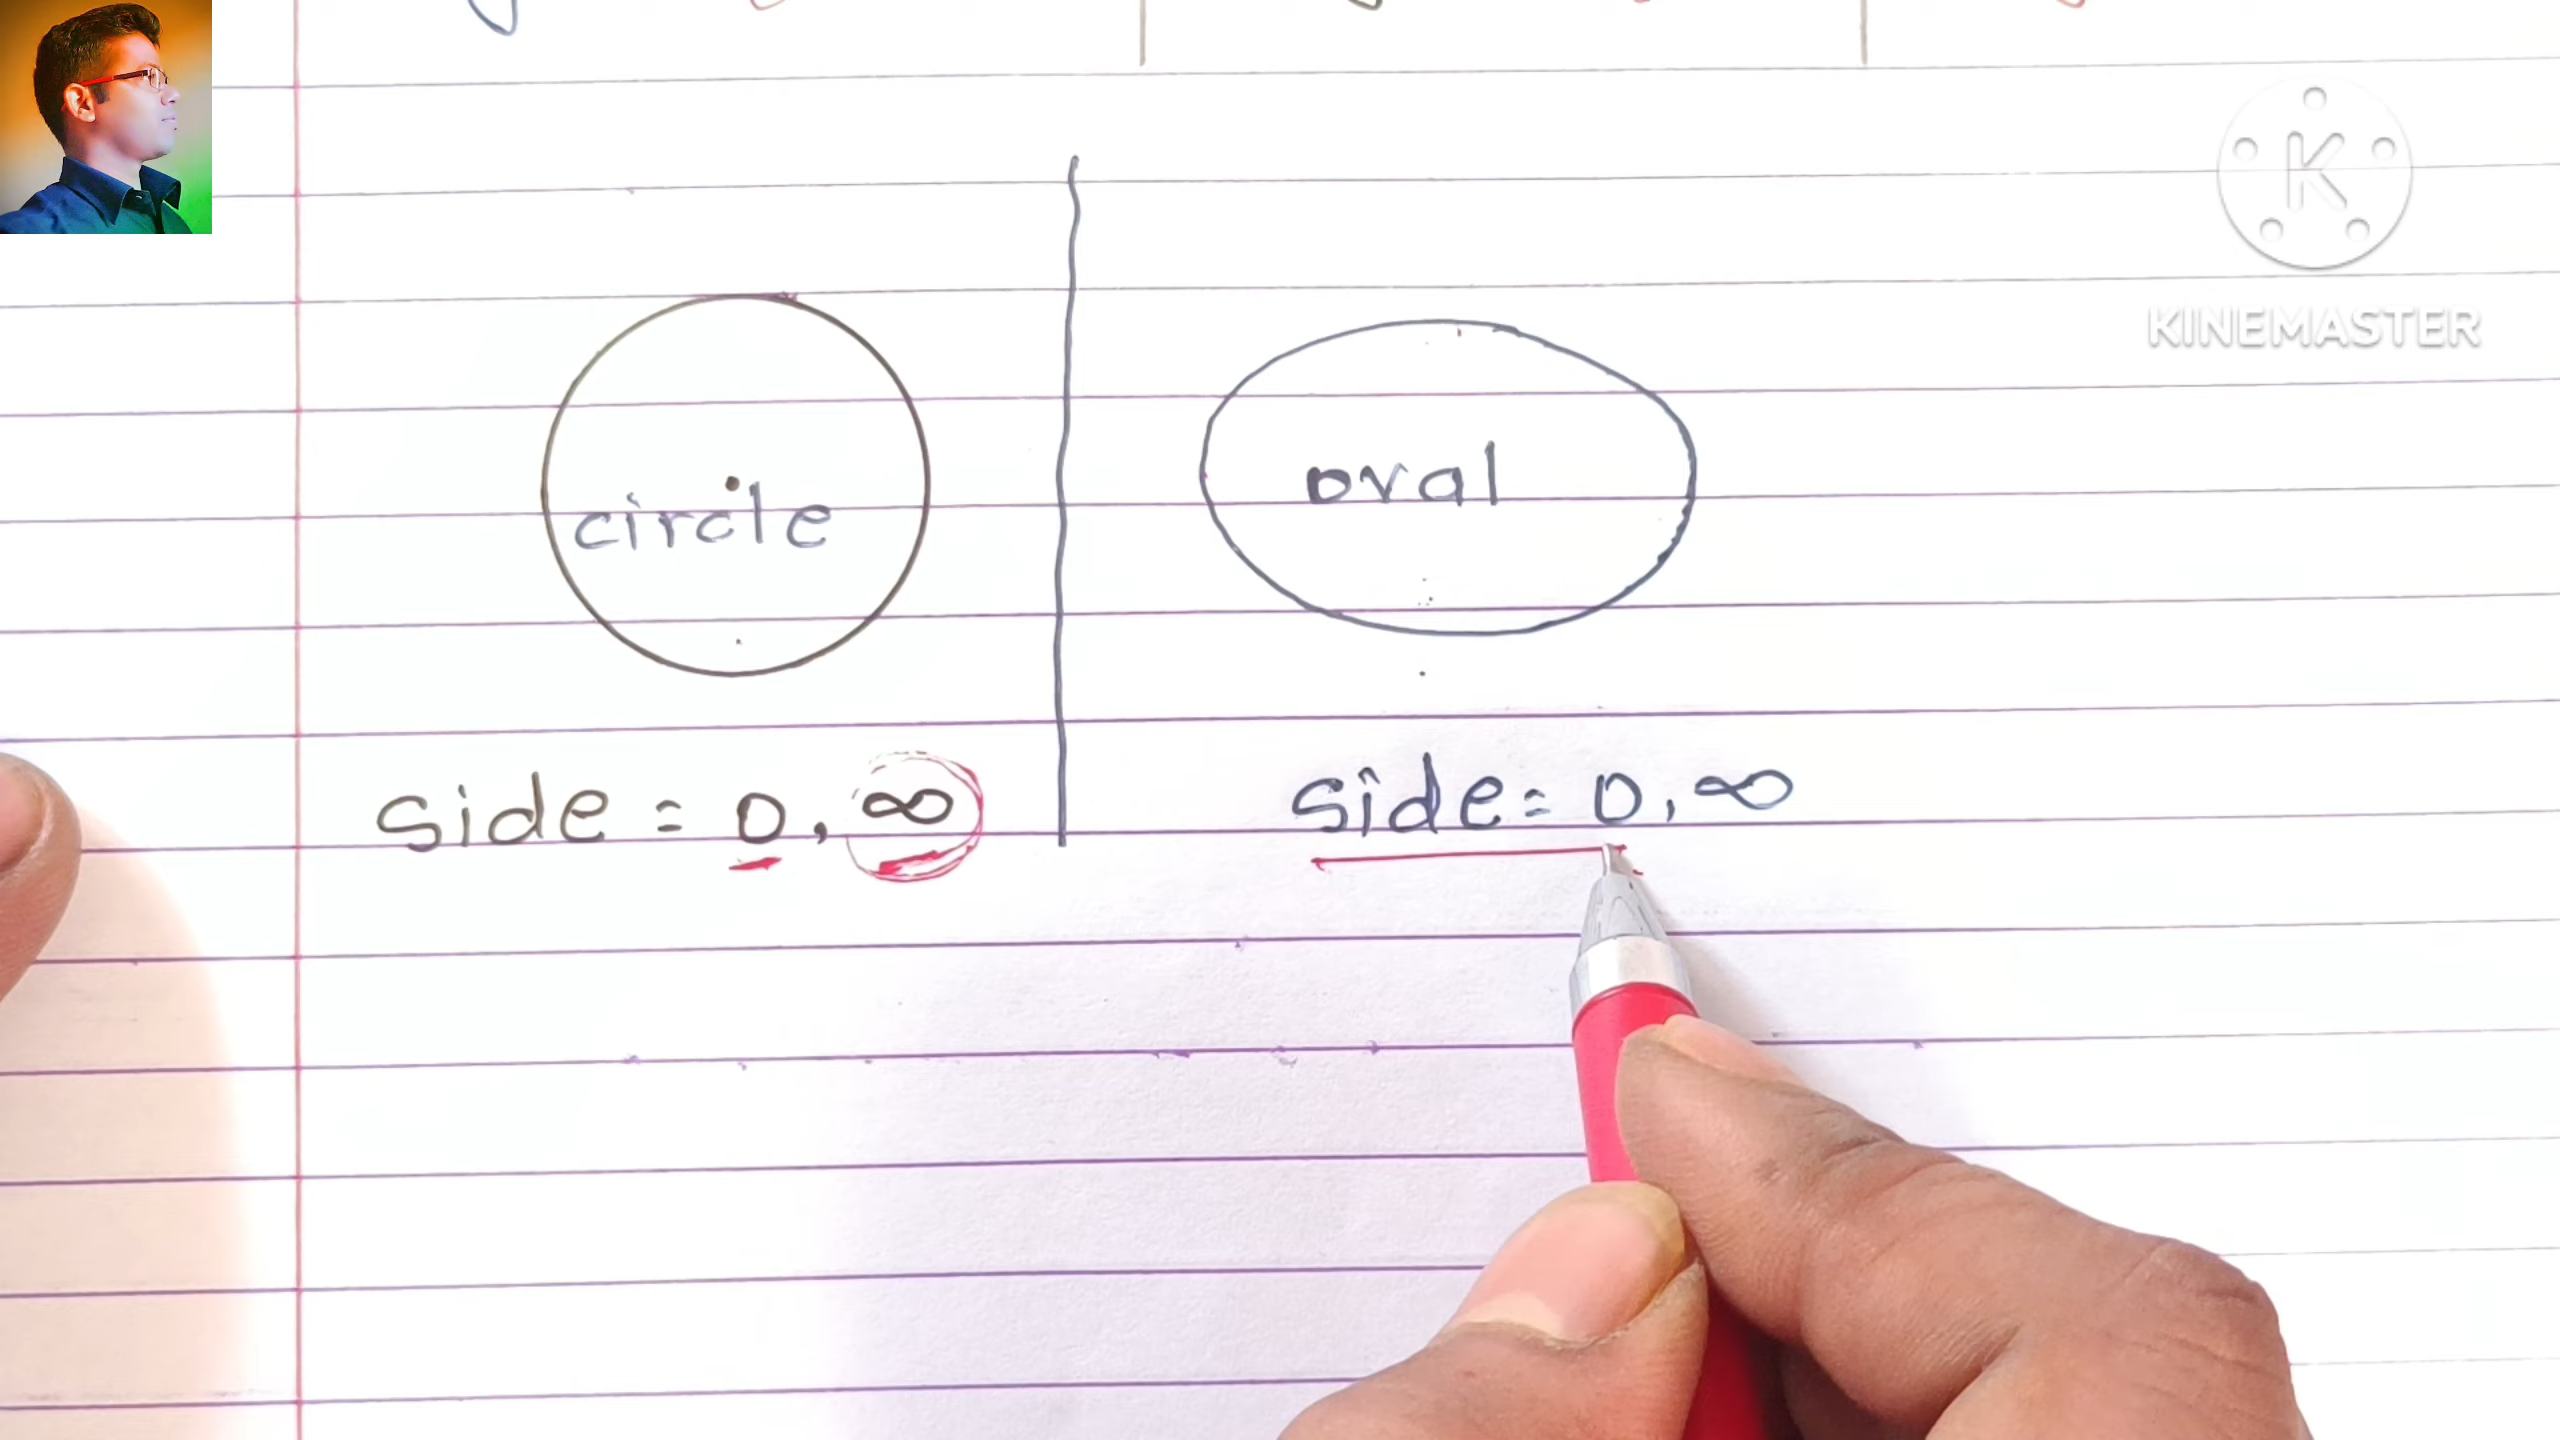 KINEMASTER
circle
oval
side = 0, ∞
side = 0, ∞